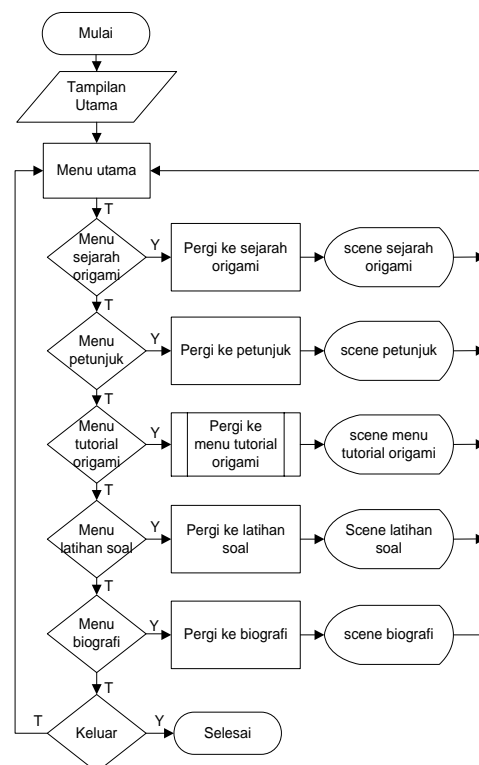 Mulai
Tampilan
Utama
Menu utama
T
Menu
sejarah
origami
Y
Pergi ke sejarah
origami
scene sejarah
origami
T
Menu
petunjuk
Y
Pergi ke petunjuk
scene petunjuk
T
Menu
tutorial
origami
Y
Pergi ke
menu tutorial
origami
scene menu
tutorial origami
T
Menu
latihan soal
Y
Pergi ke latihan
soal
Scene latihan
soal
T
Menu
biografi
Y
Pergi ke biografi
scene biografi
T
T
Keluar
Y
Selesai